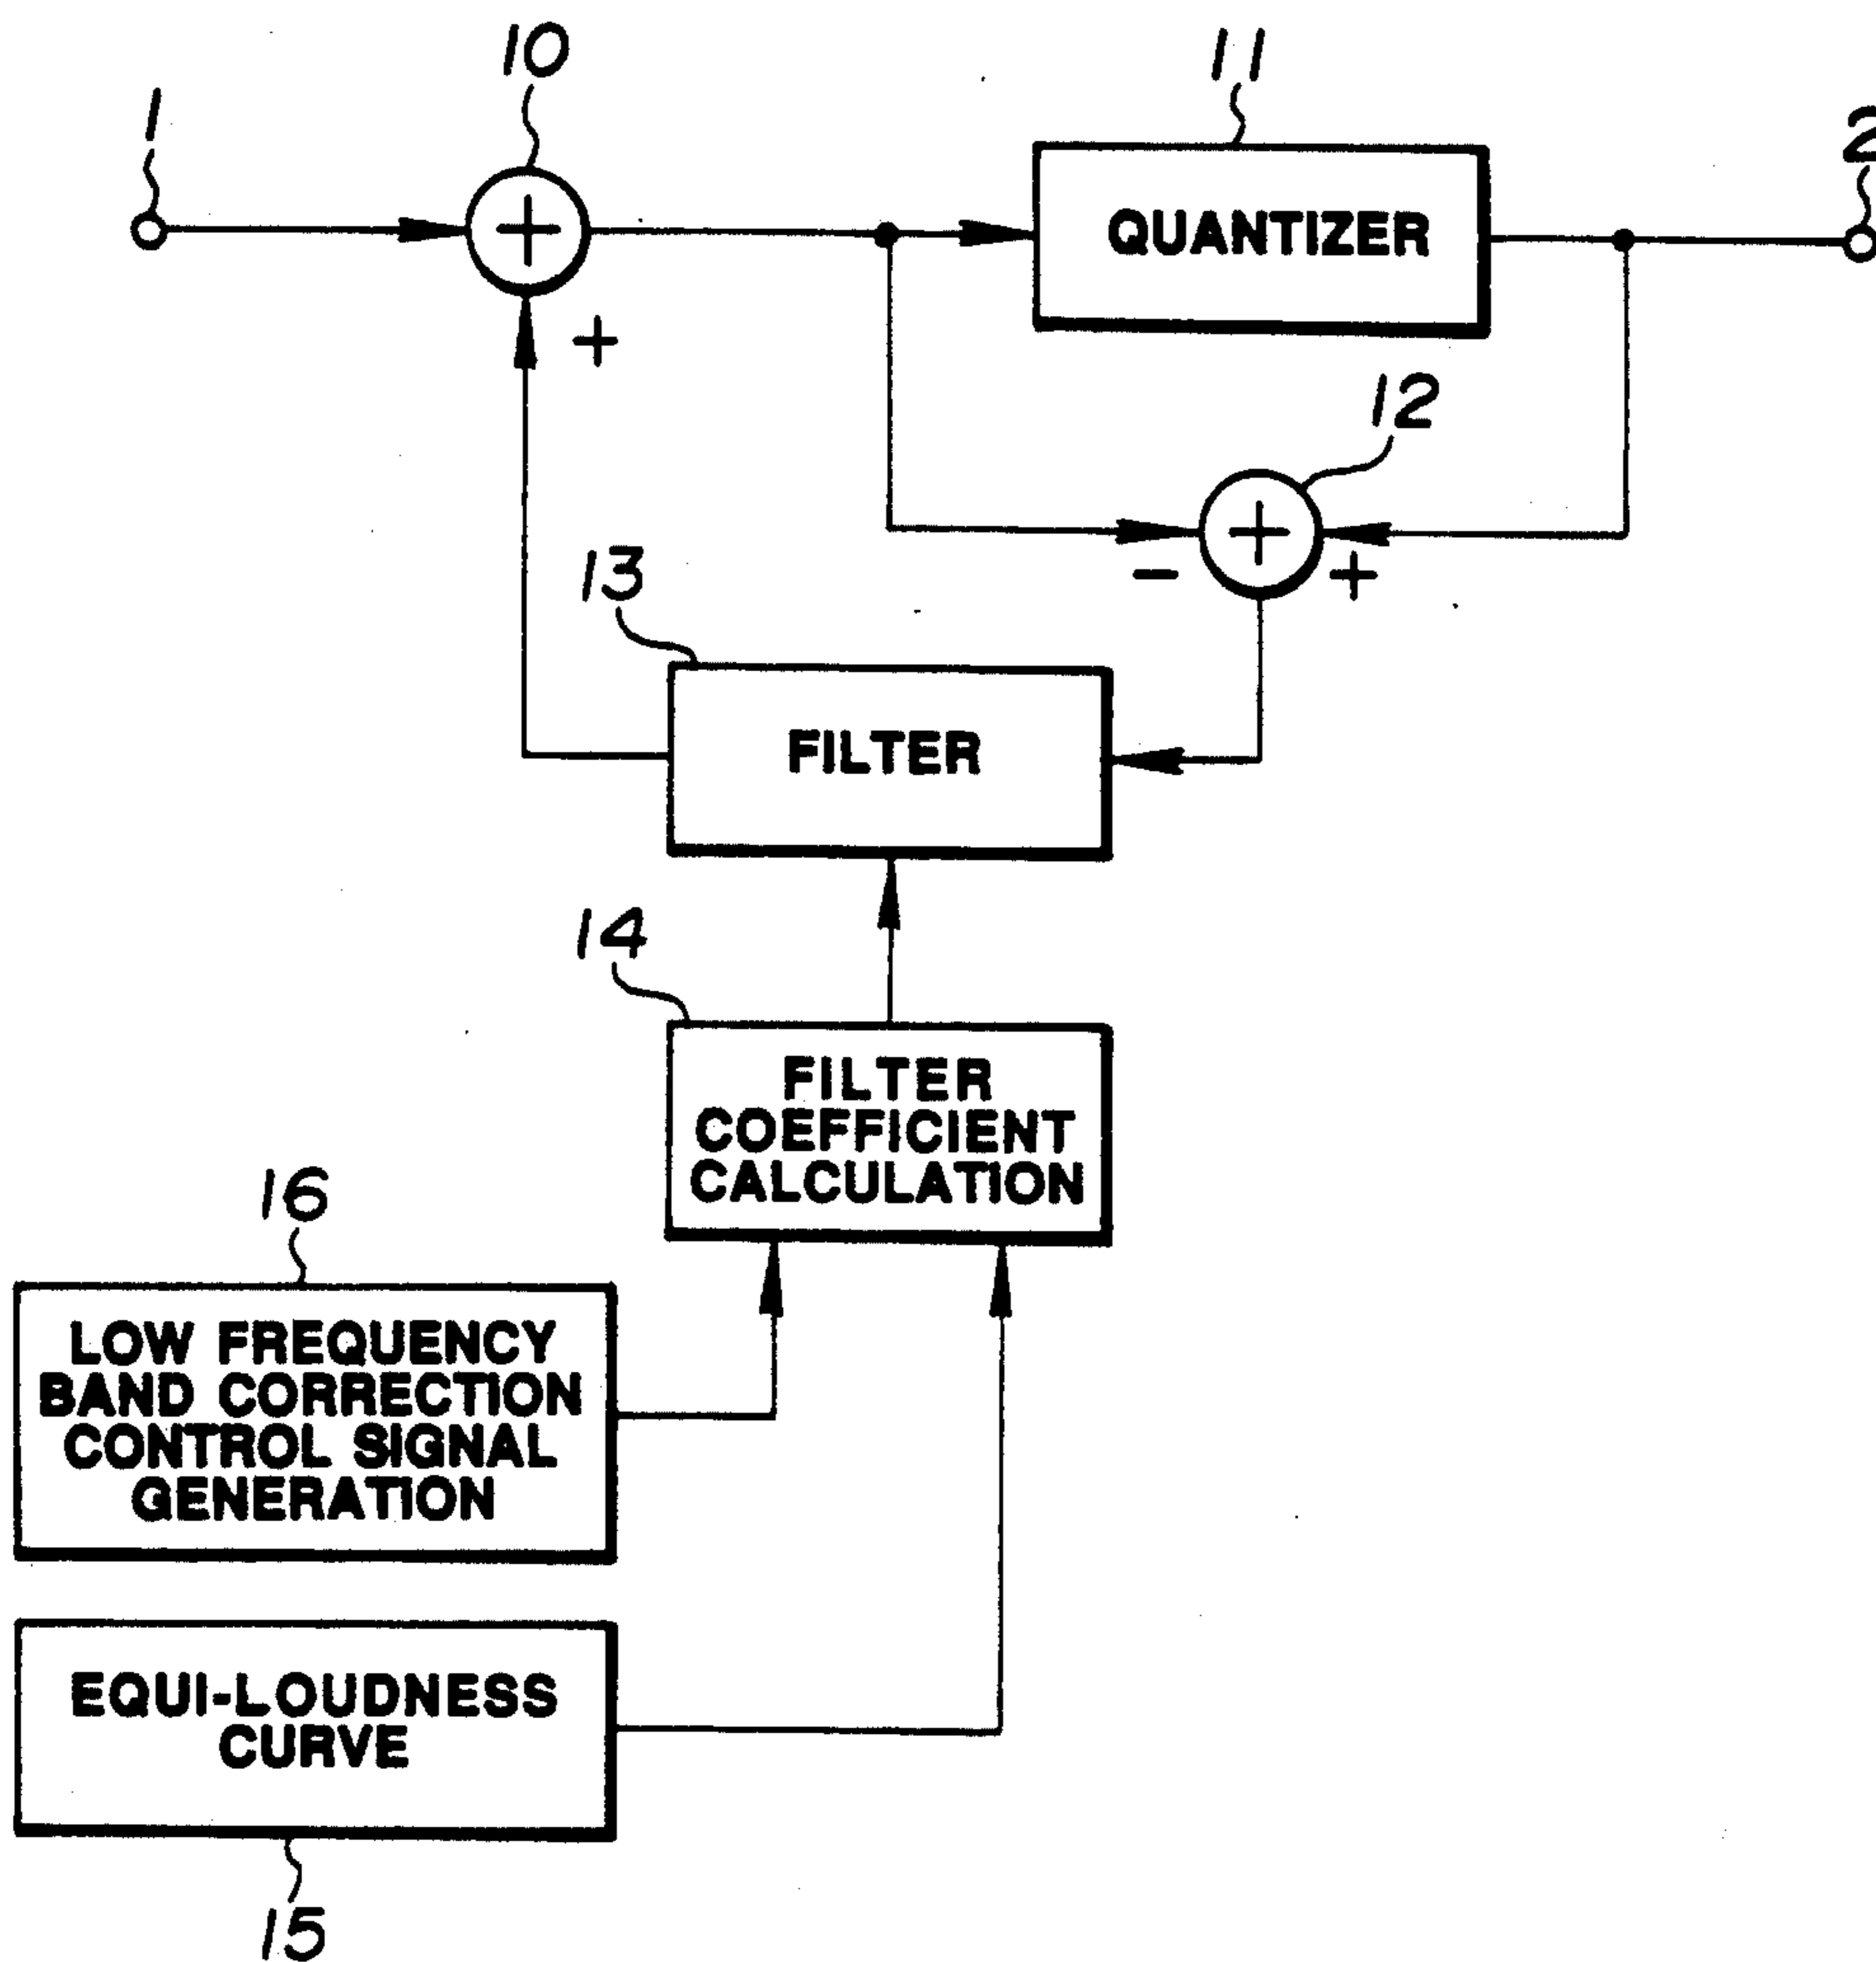 10
11
1
2
QUANTIZER
+
12
- +
13
FILTER
14
FILTER
COEFFICIENT
CALCULATION
16
LOW FREQUENCY
BAND CORRECTION
CONTROL SIGNAL
GENERATION
EQUI-LOUDNESS
CURVE
15